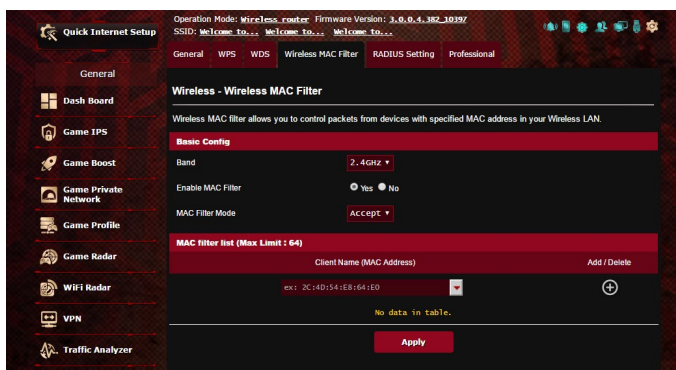 Quick Internet Setup
Operation Mode: Wireless router Firmware Version: 3.0.0.4.382_10397
SSID: Welcome to... Welcome to... Welcome to...
General WPS WDS Wireless MAC Filter RADIUS Setting Professional
General
Dash Board
Game IPS
Game Boost
Game Private
Network
Game Profile
Game Radar
WiFi Radar
VPN
Traffic Analyzer
Wireless - Wireless MAC Filter
Wireless MAC filter allows you to control packets from devices with specified MAC address in your Wireless LAN.
Basic Config
Band 2.4GHz
Enable MAC Filter Yes No
MAC Filter Mode Accept
MAC filter list (Max Limit : 64)
Client Name (MAC Address) Add / Delete
ex: 2C:4D:54:E8:64:E0
No data in table.
Apply